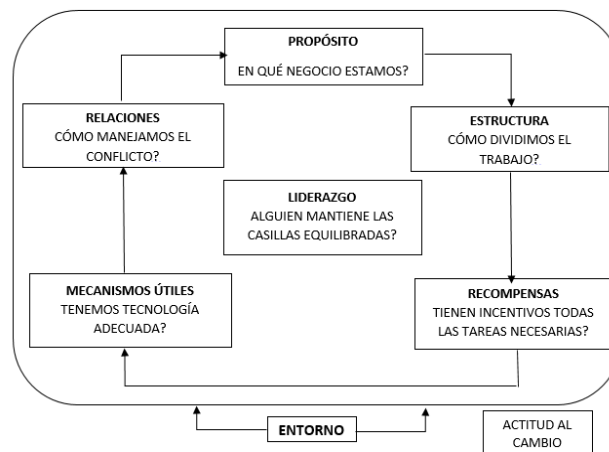 PROPÓSITO
EN QUÉ NEGOCIO ESTAMOS?
RELACIONES
CÓMO MANEJAMOS EL
CONFLICTO?
ESTRUCTURA
CÓMO DIVIDIMOS EL
TRABAJO?
LIDERAZGO
ALGUIEN MANTIENE LAS
CASILLAS EQUILIBRADAS?
MECANISMOS ÚTILES
TENEMOS TECNOLOGÍA
ADECUADA?
RECOMPENSAS
TIENEN INCENTIVOS TODAS
LAS TAREAS NECESARIAS?
ENTORNO
ACTITUD AL
CAMBIO